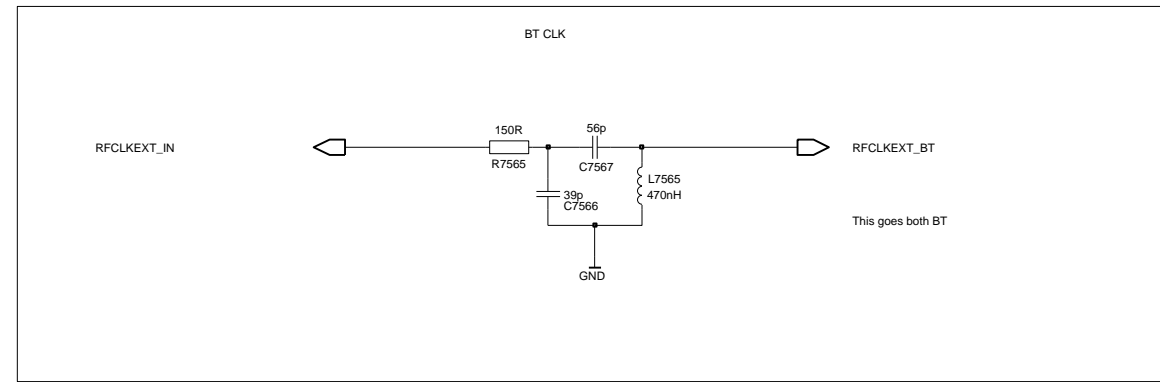 BT CLK
150R
56p
RFCLKEXT_IN
RFCLKEXT_BT
R7565
C7567
L7565
470nH
39p
C7566
This goes both BT
GND